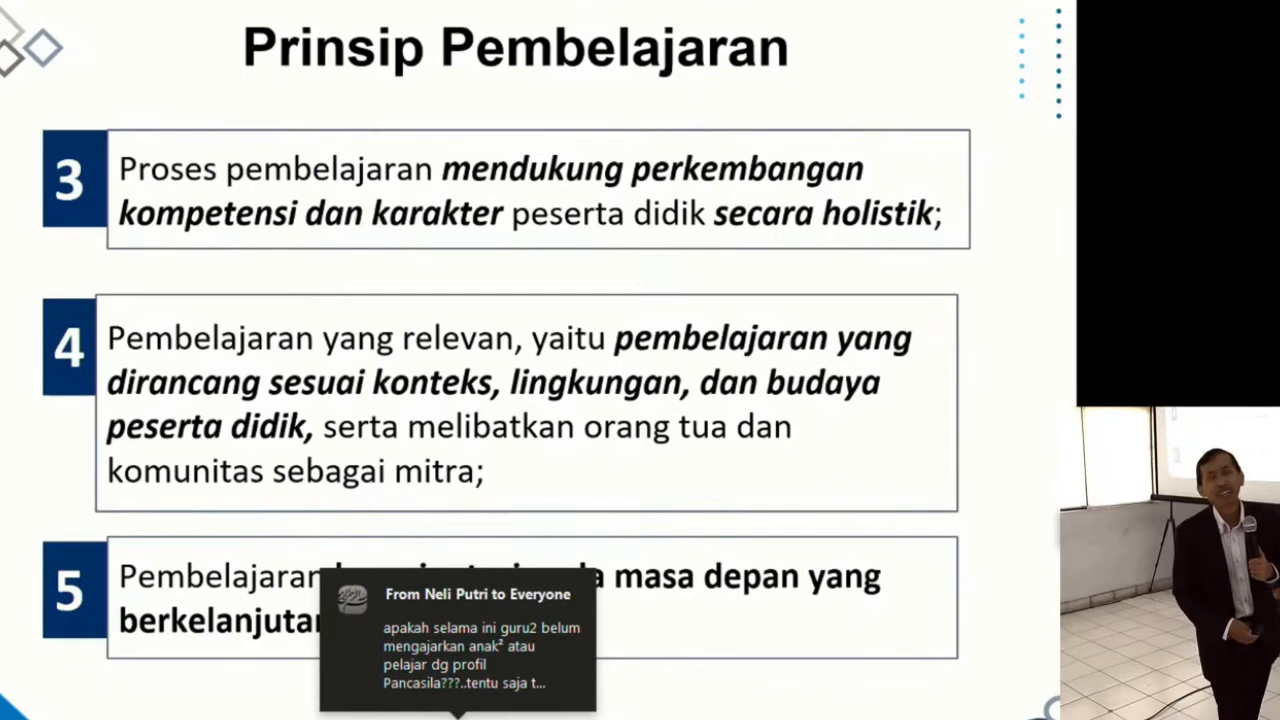 Prinsip Pembelajaran
3
Proses pembelajaran mendukung perkembangan
kompetensi dan karakter peserta didik secara holistik;
4
Pembelajaran yang relevan, yaitu pembelajaran yang
dirancang sesuai konteks, lingkungan, dan budaya
peserta didik, serta melibatkan orang tua dan
komunitas sebagai mitra;
5
Pembelajaran masa depan yang
From Neli Putri to Everyone
apakah selama ini guru2 belum
mengajarkan anak² atau
pelajar dg profil
Pancasila???..tentu saja t...